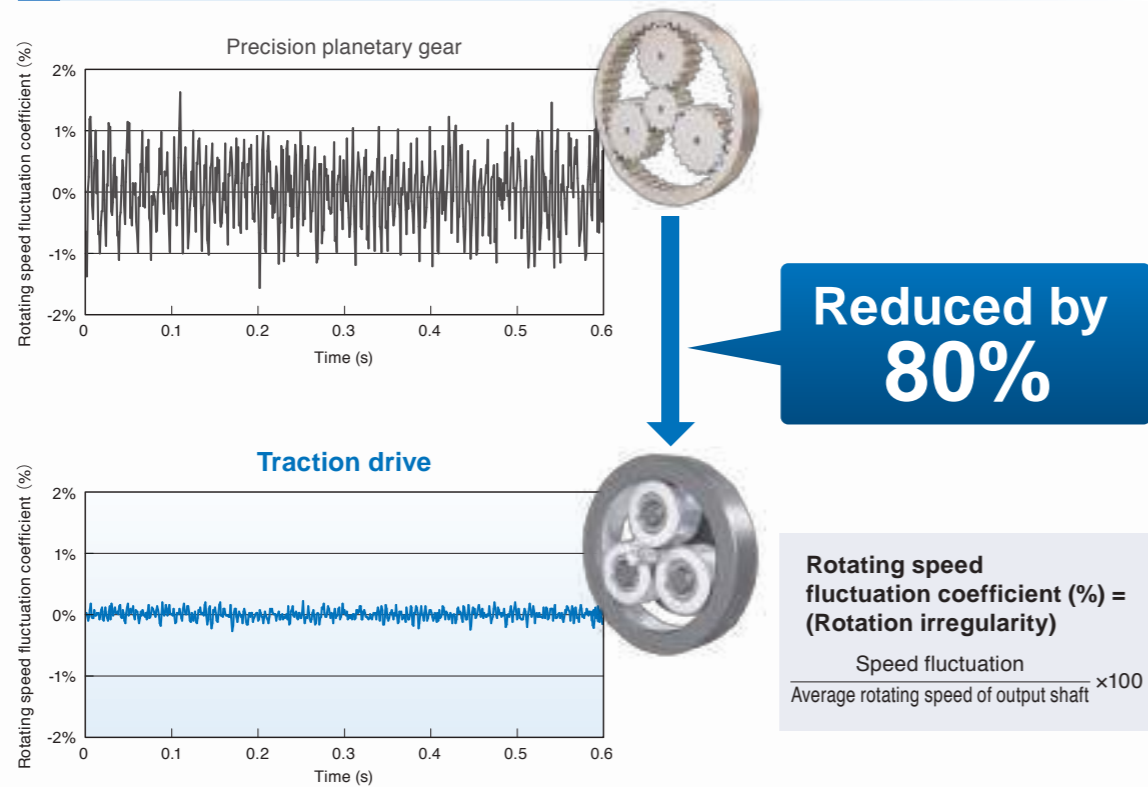 Precision planetary gear
Rotating speed fluctuation coefficient (%)
2%
1%
0%
-1%
-2%
0 0.1 0.2 0.3 0.4 0.5 0.6
Time (s)
Reduced by
80%
Traction drive
Rotating speed fluctuation coefficient (%)
2%
1%
0%
-1%
-2%
0 0.1 0.2 0.3 0.4 0.5 0.6
Time (s)
Rotating speed
fluctuation coefficient (%) =
(Rotation irregularity)
Speed fluctuation
Average rotating speed of output shaft ×100